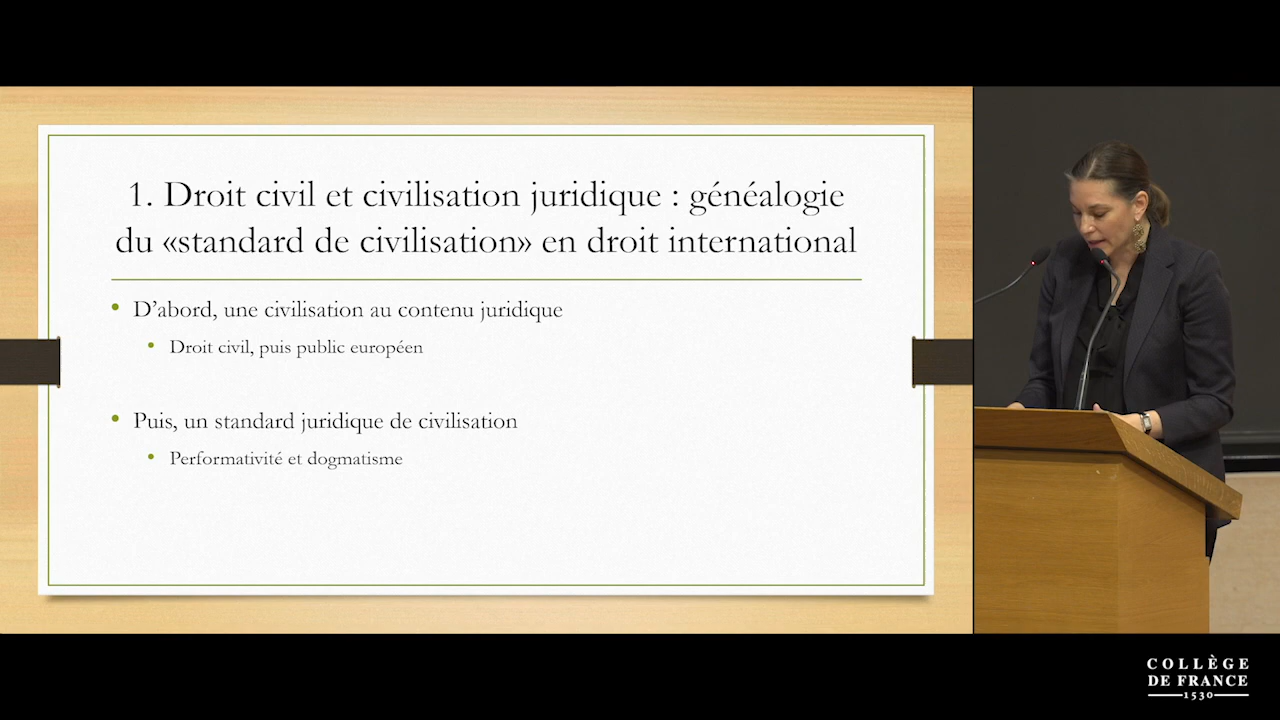 1. Droit civil et civilisation juridique : généalogie
du «standard de civilisation» en droit international
• D’abord, une civilisation au contenu juridique
• Droit civil, puis public européen
• Puis, un standard juridique de civilisation
• Performativité et dogmatisme
COLLÈGE
DE FRANCE
1530